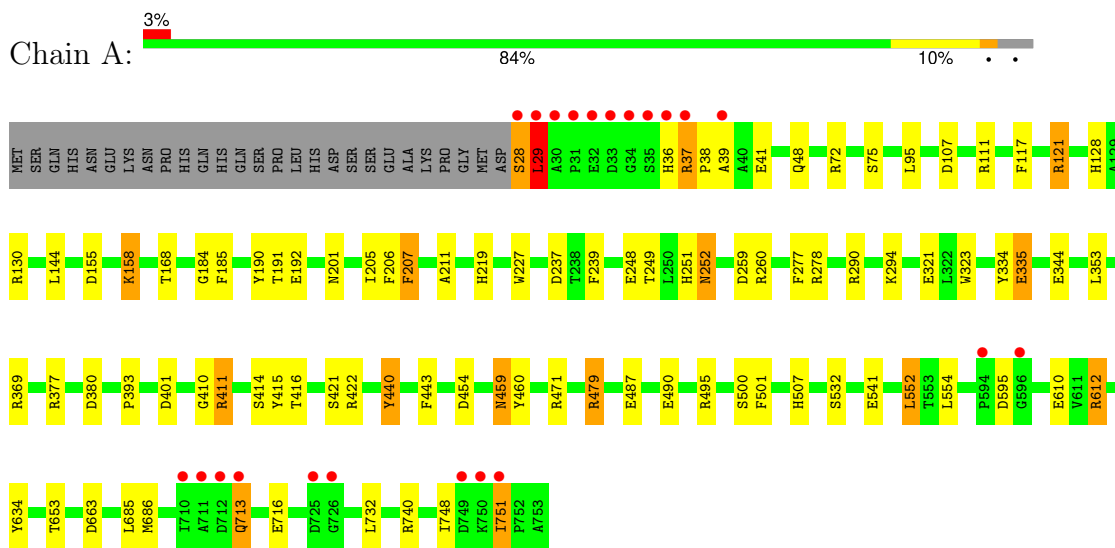 3%
Chain A:
84% 10% • •
MET SER GLN HIS ASN GLU LYS ASN PRO HIS GLN HIS GLN SER PRO LEU HIS ASP SER SER GLU ALA LYS PRO GLY MET ASP S28 L29 A30 P31 E32 D33 G34 S35 H36 R37 P38 A39 A40 E41 Q48 R72 S75 L95 D107 R111 F117 R121 H128 A129
R130 L144 D155 K158 T168 G184 F185 Y190 T191 E192 N201 I205 F206 F207 A211 H219 W227 D237 T238 F239 E248 T249 L250 H251 N252 D259 R260 F277 R278 R290 K294 E321 L322 W323 Y334 E335 E344 L353
R369 R377 D380 P393 D401 G410 R411 S414 Y415 T416 S421 R422 Y440 F443 D454 N459 Y460 R471 R479 E487 E490 R495 S500 F501 H507 S532 E541 L552 T553 L554 P594 D595 G596 E610 V611 R612
Y634 T653 D663 L685 M686 I710 A711 D712 Q713 E716 D725 G726 L732 R740 I748 D749 K750 I751 P752 A753